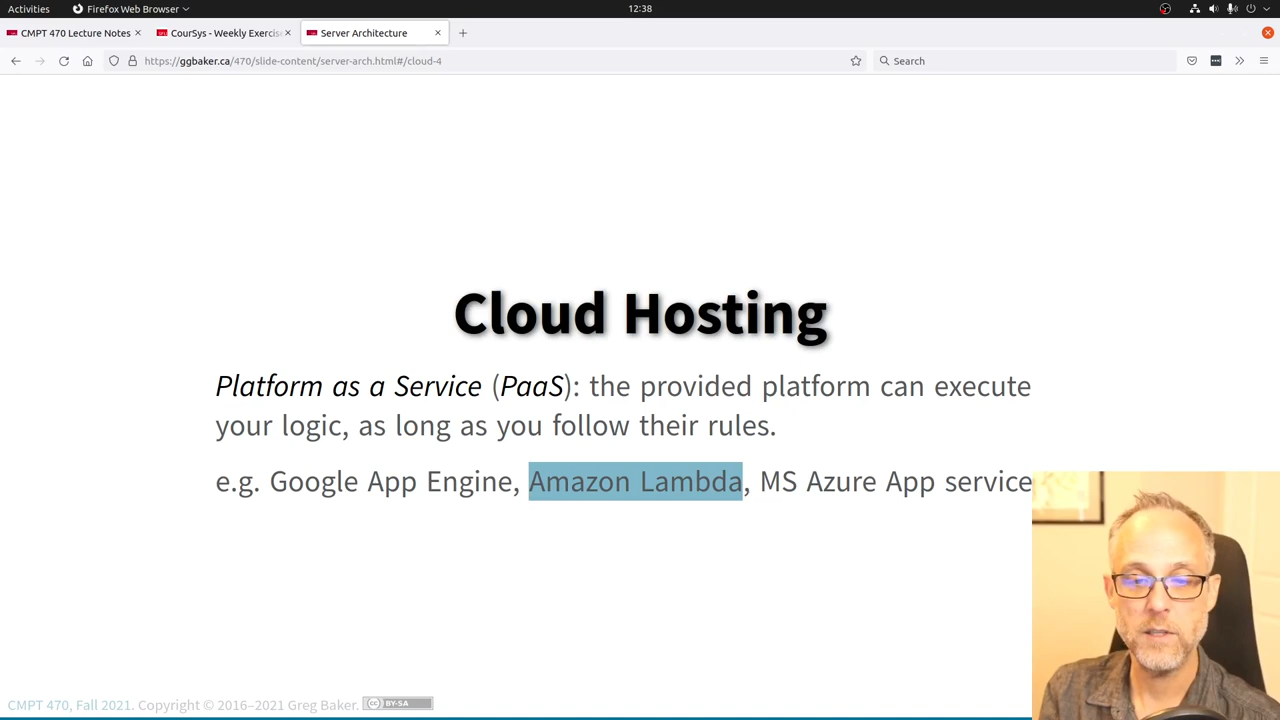 Activities Firefox Web Browser 12:38
CMPT 470 Lecture Notes CourSys - Weekly Exercis Server Architecture
https://ggbaker.ca/470/slide-content/server-arch.html#/cloud-4 Search
Cloud Hosting
Platform as a Service (PaaS): the provided platform can execute
your logic, as long as you follow their rules.
e.g. Google App Engine, Amazon Lambda, MS Azure App service
CMPT 470, Fall 2021. Copyright © 2016–2021 Greg Baker. cc BY-SA